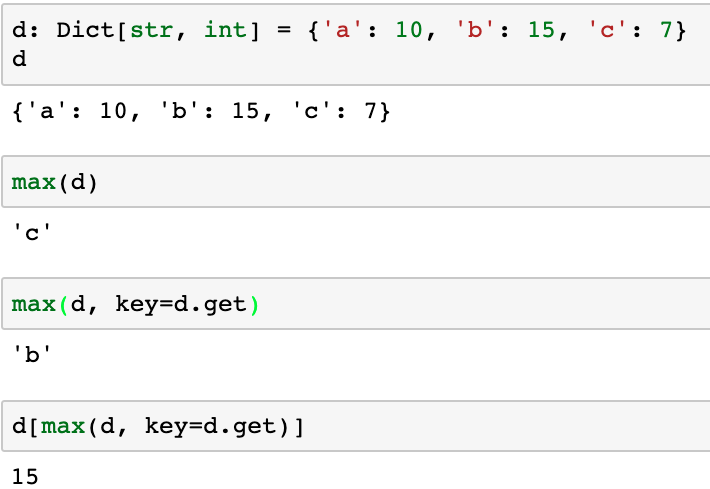 d: Dict[str, int] = {'a': 10, 'b': 15, 'c': 7}
d
{'a': 10, 'b': 15, 'c': 7}
max(d)
'c'
max(d, key=d.get)
'b'
d[max(d, key=d.get)]
15